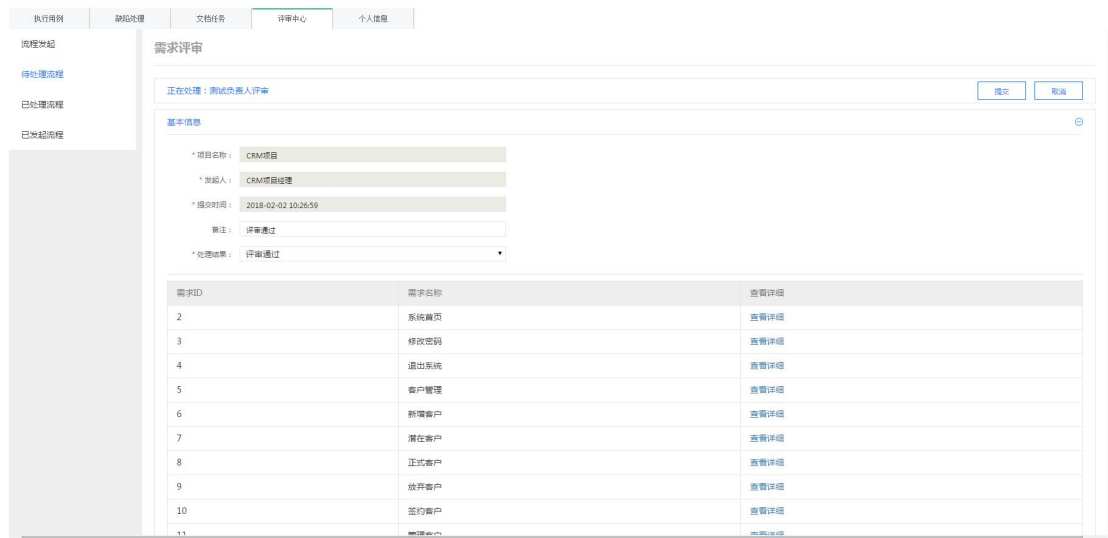 执行用例 缺陷处理 文档任务 评审中心 个人信息
流程发起
待处理流程
已处理流程
已发起流程
需求评审
正在处理：测试负责人评审 提交 取消
基本信息
* 项目名称： CRM项目
* 发起人： CRM项目经理
* 提交时间： 2018-02-02 10:26:59
备注： 评审通过
* 处理结果： 评审通过
需求ID 需求名称 查看详细
2 系统首页 查看详细
3 修改密码 查看详细
4 退出系统 查看详细
5 客户管理 查看详细
6 新增客户 查看详细
7 潜在客户 查看详细
8 正式客户 查看详细
9 放弃客户 查看详细
10 签约客户 查看详细
11 管理客户 查看详细